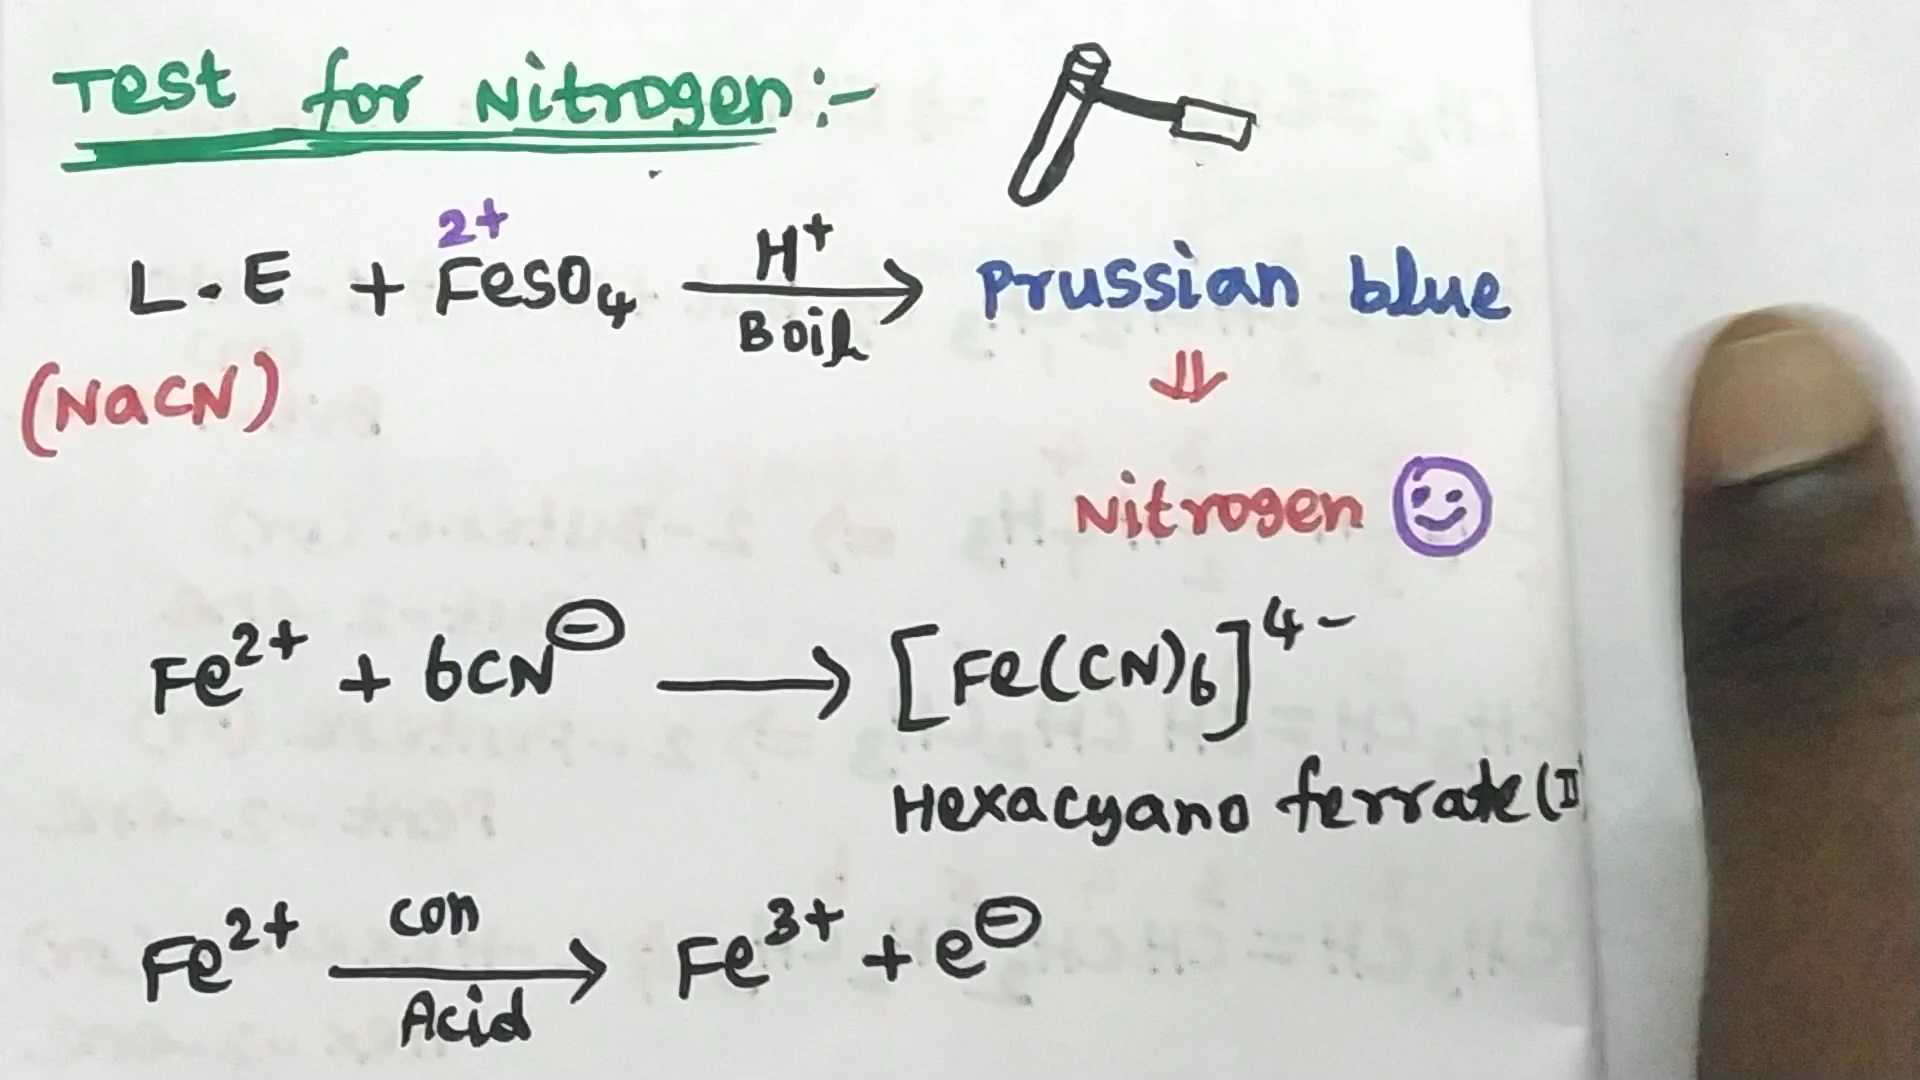 Test for Nitrogen:-
2+
L.E + FeSO4 H+ Boil → Prussian blue
(NaCN) ⇓
Nitrogen
Fe2+ + 6CN⊖ → [Fe(CN)6]4-
Hexacyano ferrate (II
Fe2+ con Acid → Fe3+ + e⊖